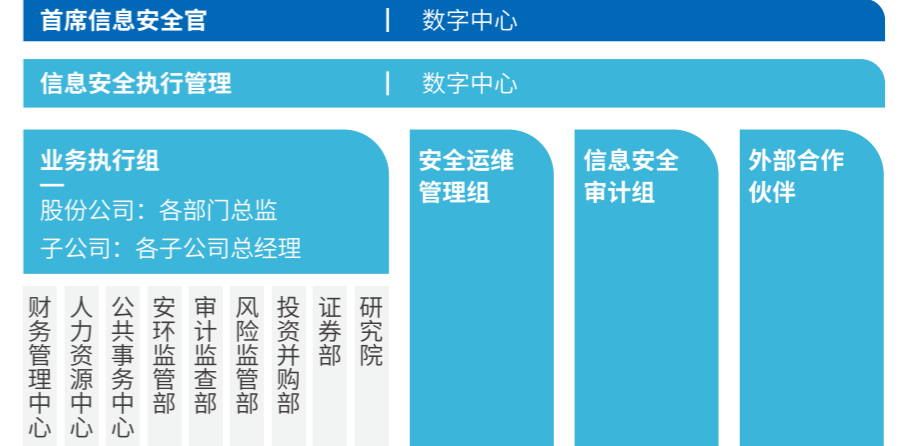 首席信息安全官 | 数字中心
信息安全执行管理 | 数字中心
业务执行组
股份公司：各部门总监
子公司：各子公司总经理
安全运维
管理组
信息安全
审计组
外部合作
伙伴
财务管理中心
人力资源中心
公共事务中心
安环监管部
审计监查部
风险监管部
投资并购部
证券部
研究院